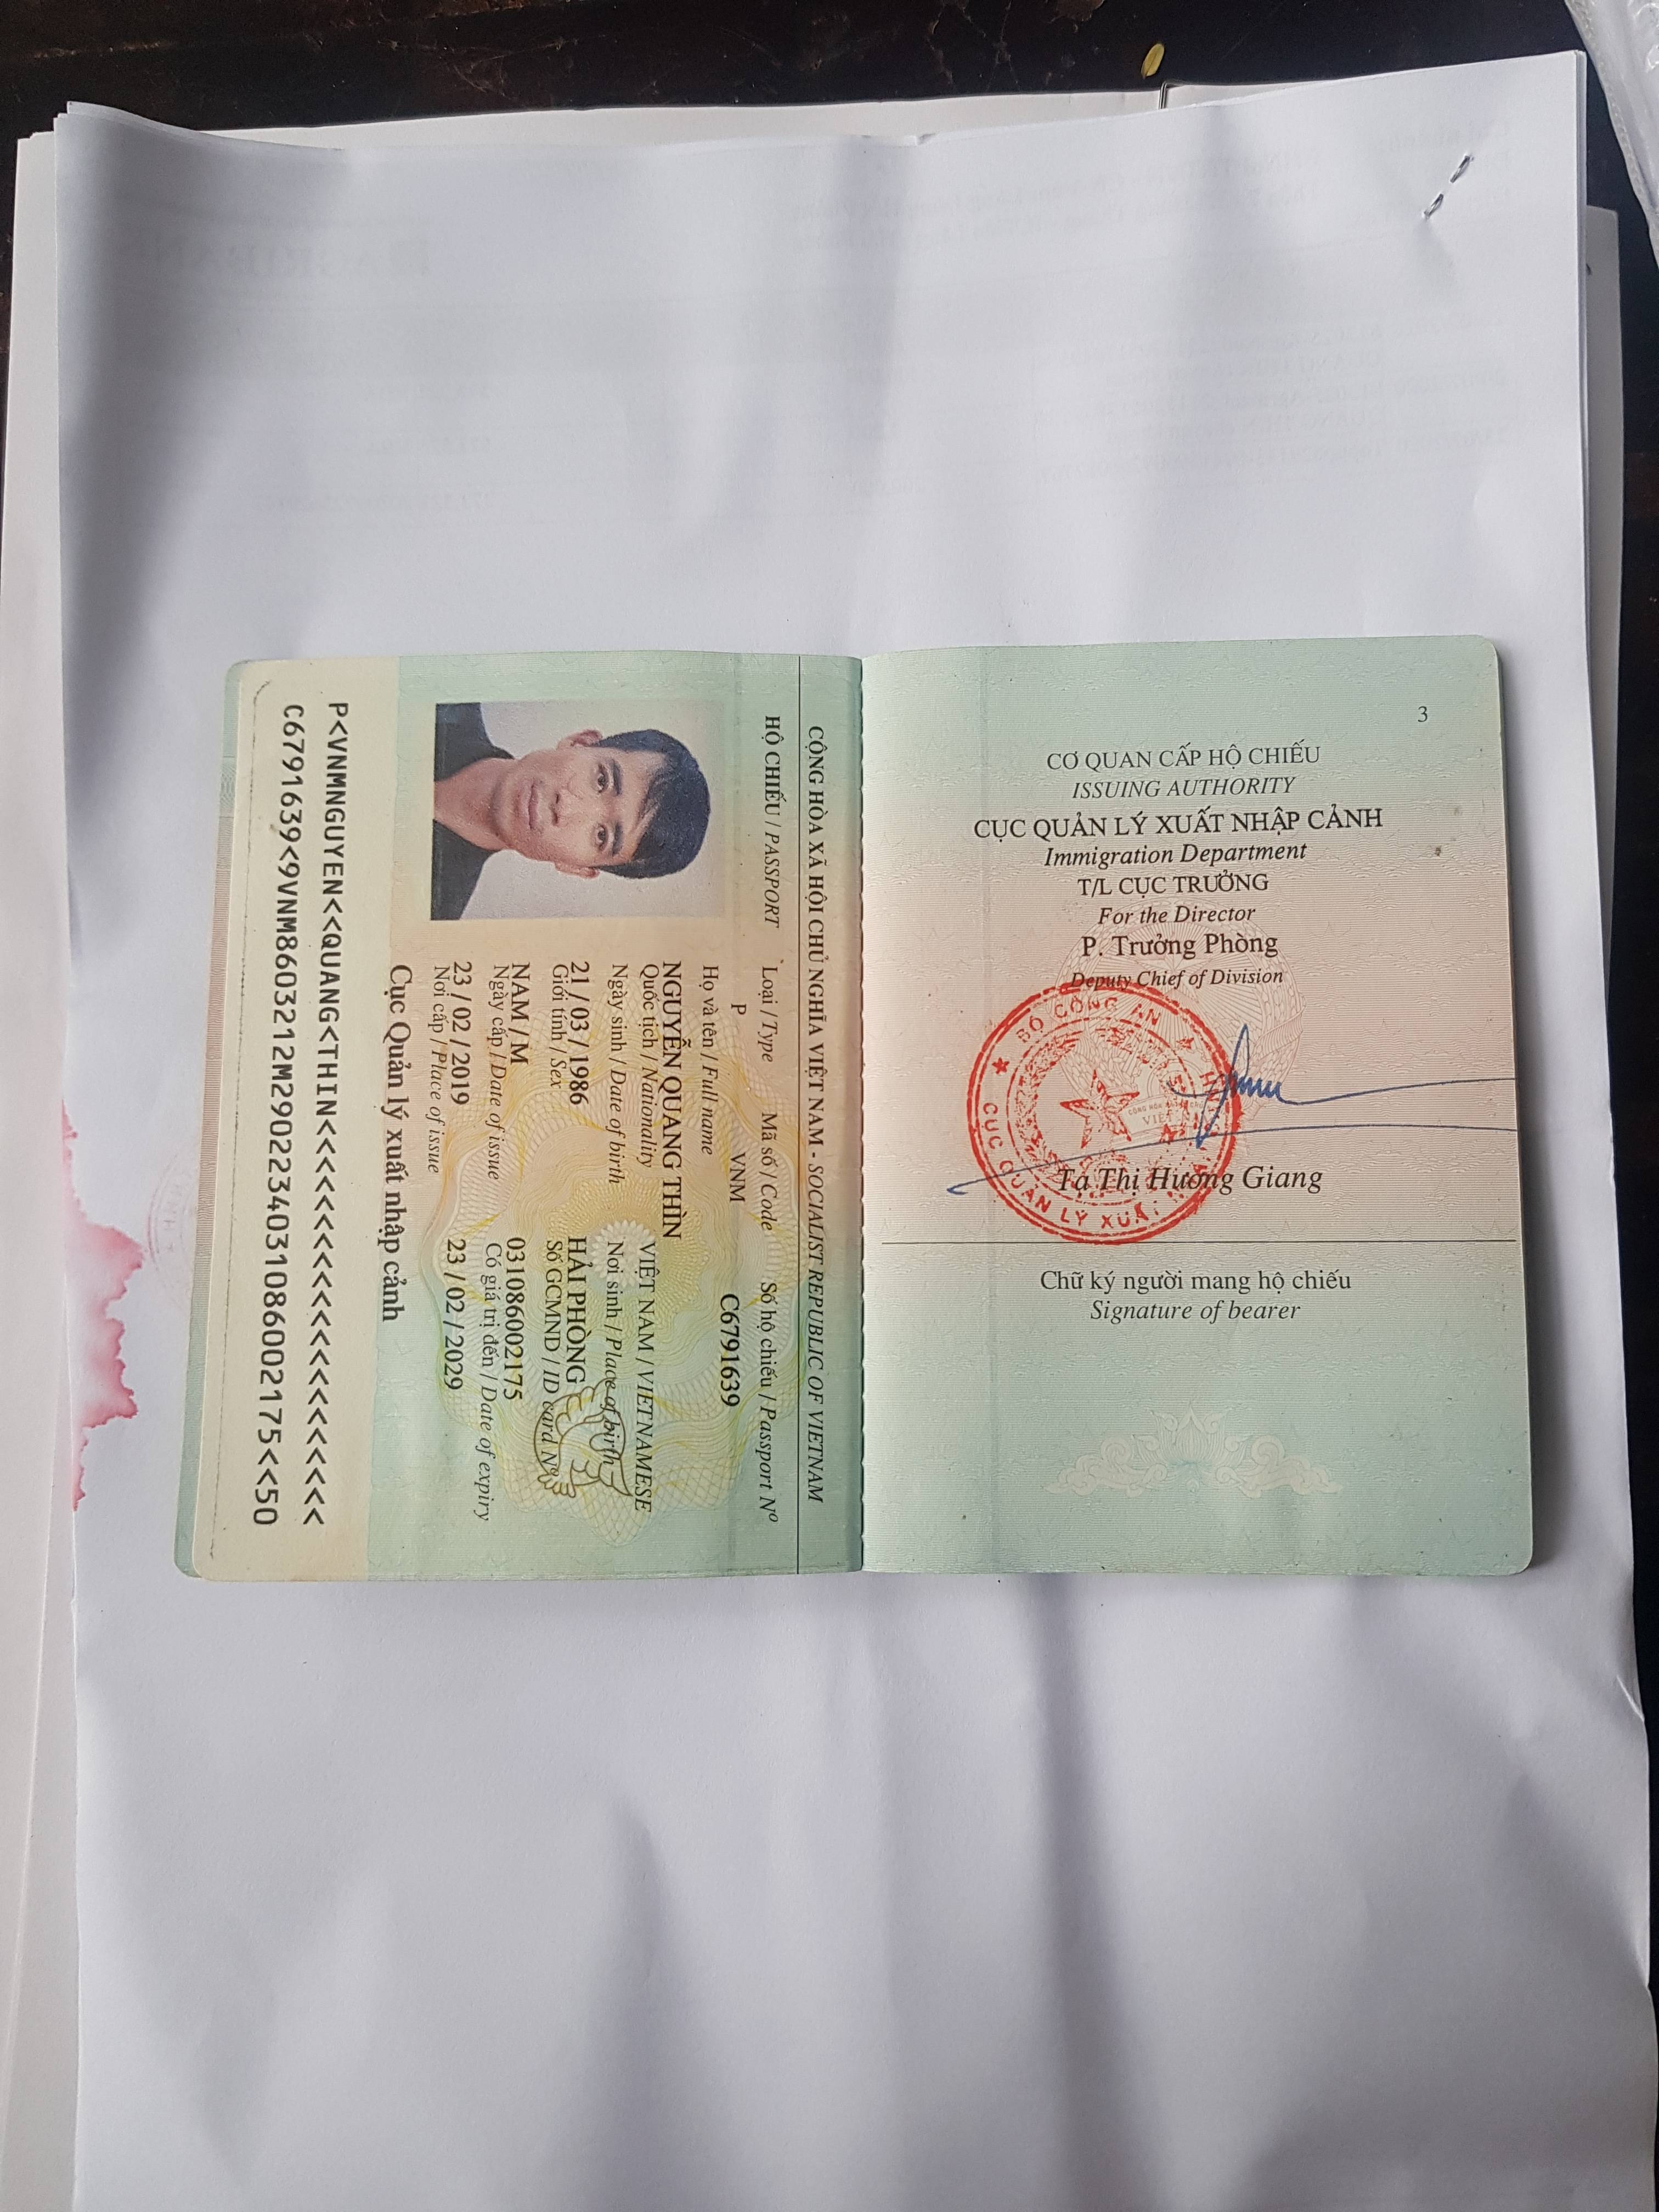 3
CƠ QUAN CẤP HỘ CHIẾU
ISSUING AUTHORITY
CỤC QUẢN LÝ XUẤT NHẬP CẢNH
Immigration Department
T/L CỤC TRƯỞNG
For the Director
P. Trưởng Phòng
Deputy Chief of Division
BỘ CÔNG AN
CỤC QUẢN LÝ XUẤT
Tạ Thị Hương Giang
Chữ ký người mang hộ chiếu
Signature of bearer
CỘNG HÒA XÃ HỘI CHỦ NGHĨA VIỆT NAM - SOCIALIST REPUBLIC OF VIETNAM
HỘ CHIẾU / PASSPORT Loại / Type Mã số / Code Số hộ chiếu / Passport Nº
P VNM C6791639
Họ và tên / Full name
NGUYỄN QUANG THÌN
Quốc tịch / Nationality VIỆT NAM / VIETNAMESE
Ngày sinh / Date of birth Nơi sinh / Place of birth
21 / 03 / 1986 HẢI PHÒNG
Giới tính / Sex Số GCMND / ID card Nº
NAM / M 031086002175
Ngày cấp / Date of issue Có giá trị đến / Date of expiry
23 / 02 / 2019 23 / 02 / 2029
Nơi cấp / Place of issue
Cục Quản lý xuất nhập cảnh
P<VNMNGUYEN<<QUANG<THIN<<<<<<<<<<<<<<<<<<<<<
C6791639<9VNM8603212M2902234031086002175<<50